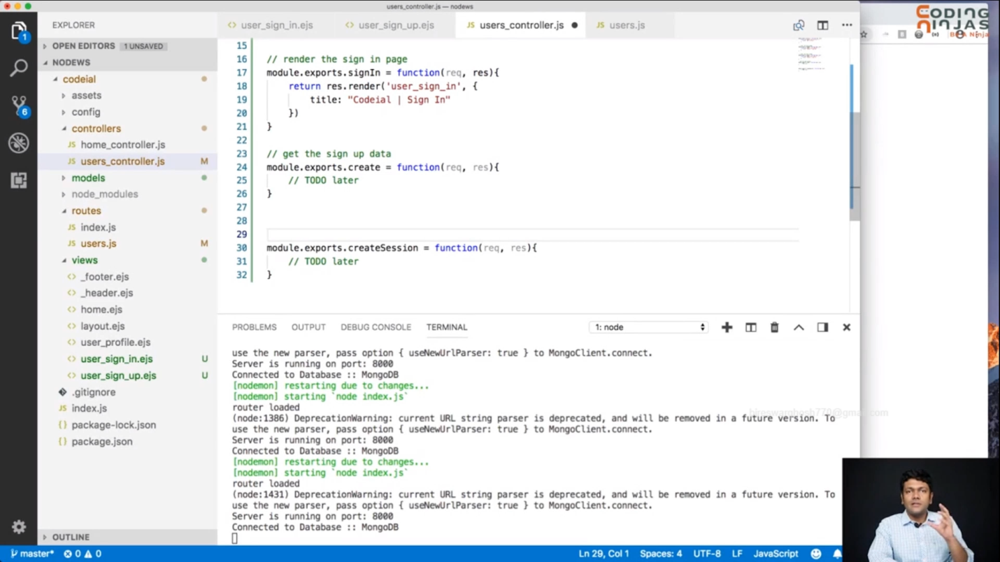 users_controller.js — nodews
CODING
NINJAS
EXPLORER
user_sign_in.ejs
user_sign_up.ejs
JS users_controller.js
JS users.js
1
OPEN EDITORS 1 UNSAVED
NODEWS
codeial
assets
config
controllers
JS home_controller.js
JS users_controller.js M
models
node_modules
routes
JS index.js
JS users.js M
views
_footer.ejs
_header.ejs
home.ejs
layout.ejs
user_profile.ejs
user_sign_in.ejs U
user_sign_up.ejs U
.gitignore
JS index.js
{} package-lock.json
{} package.json
OUTLINE
6
15
16 // render the sign in page
17 module.exports.signIn = function(req, res){
18 return res.render('user_sign_in', {
19 title: "Codeial | Sign In"
20 })
21 }
22
23 // get the sign up data
24 module.exports.create = function(req, res){
25 // TODO later
26 }
27
28
29
30 module.exports.createSession = function(req, res){
31 // TODO later
32 }
PROBLEMS OUTPUT DEBUG CONSOLE TERMINAL 1: node
use the new parser, pass option { useNewUrlParser: true } to MongoClient.connect.
Server is running on port: 8000
Connected to Database :: MongoDB
[nodemon] restarting due to changes...
[nodemon] starting `node index.js`
router loaded
(node:1386) DeprecationWarning: current URL string parser is deprecated, and will be removed in a future version. To
use the new parser, pass option { useNewUrlParser: true } to MongoClient.connect.
Server is running on port: 8000
Connected to Database :: MongoDB
[nodemon] restarting due to changes...
[nodemon] starting `node index.js`
router loaded
(node:1431) DeprecationWarning: current URL string parser is deprecated, and will be removed in a future version. To
use the new parser, pass option { useNewUrlParser: true } to MongoClient.connect.
Server is running on port: 8000
Connected to Database :: MongoDB
master* 0 0 Ln 29, Col 1 Spaces: 4 UTF-8 LF JavaScript